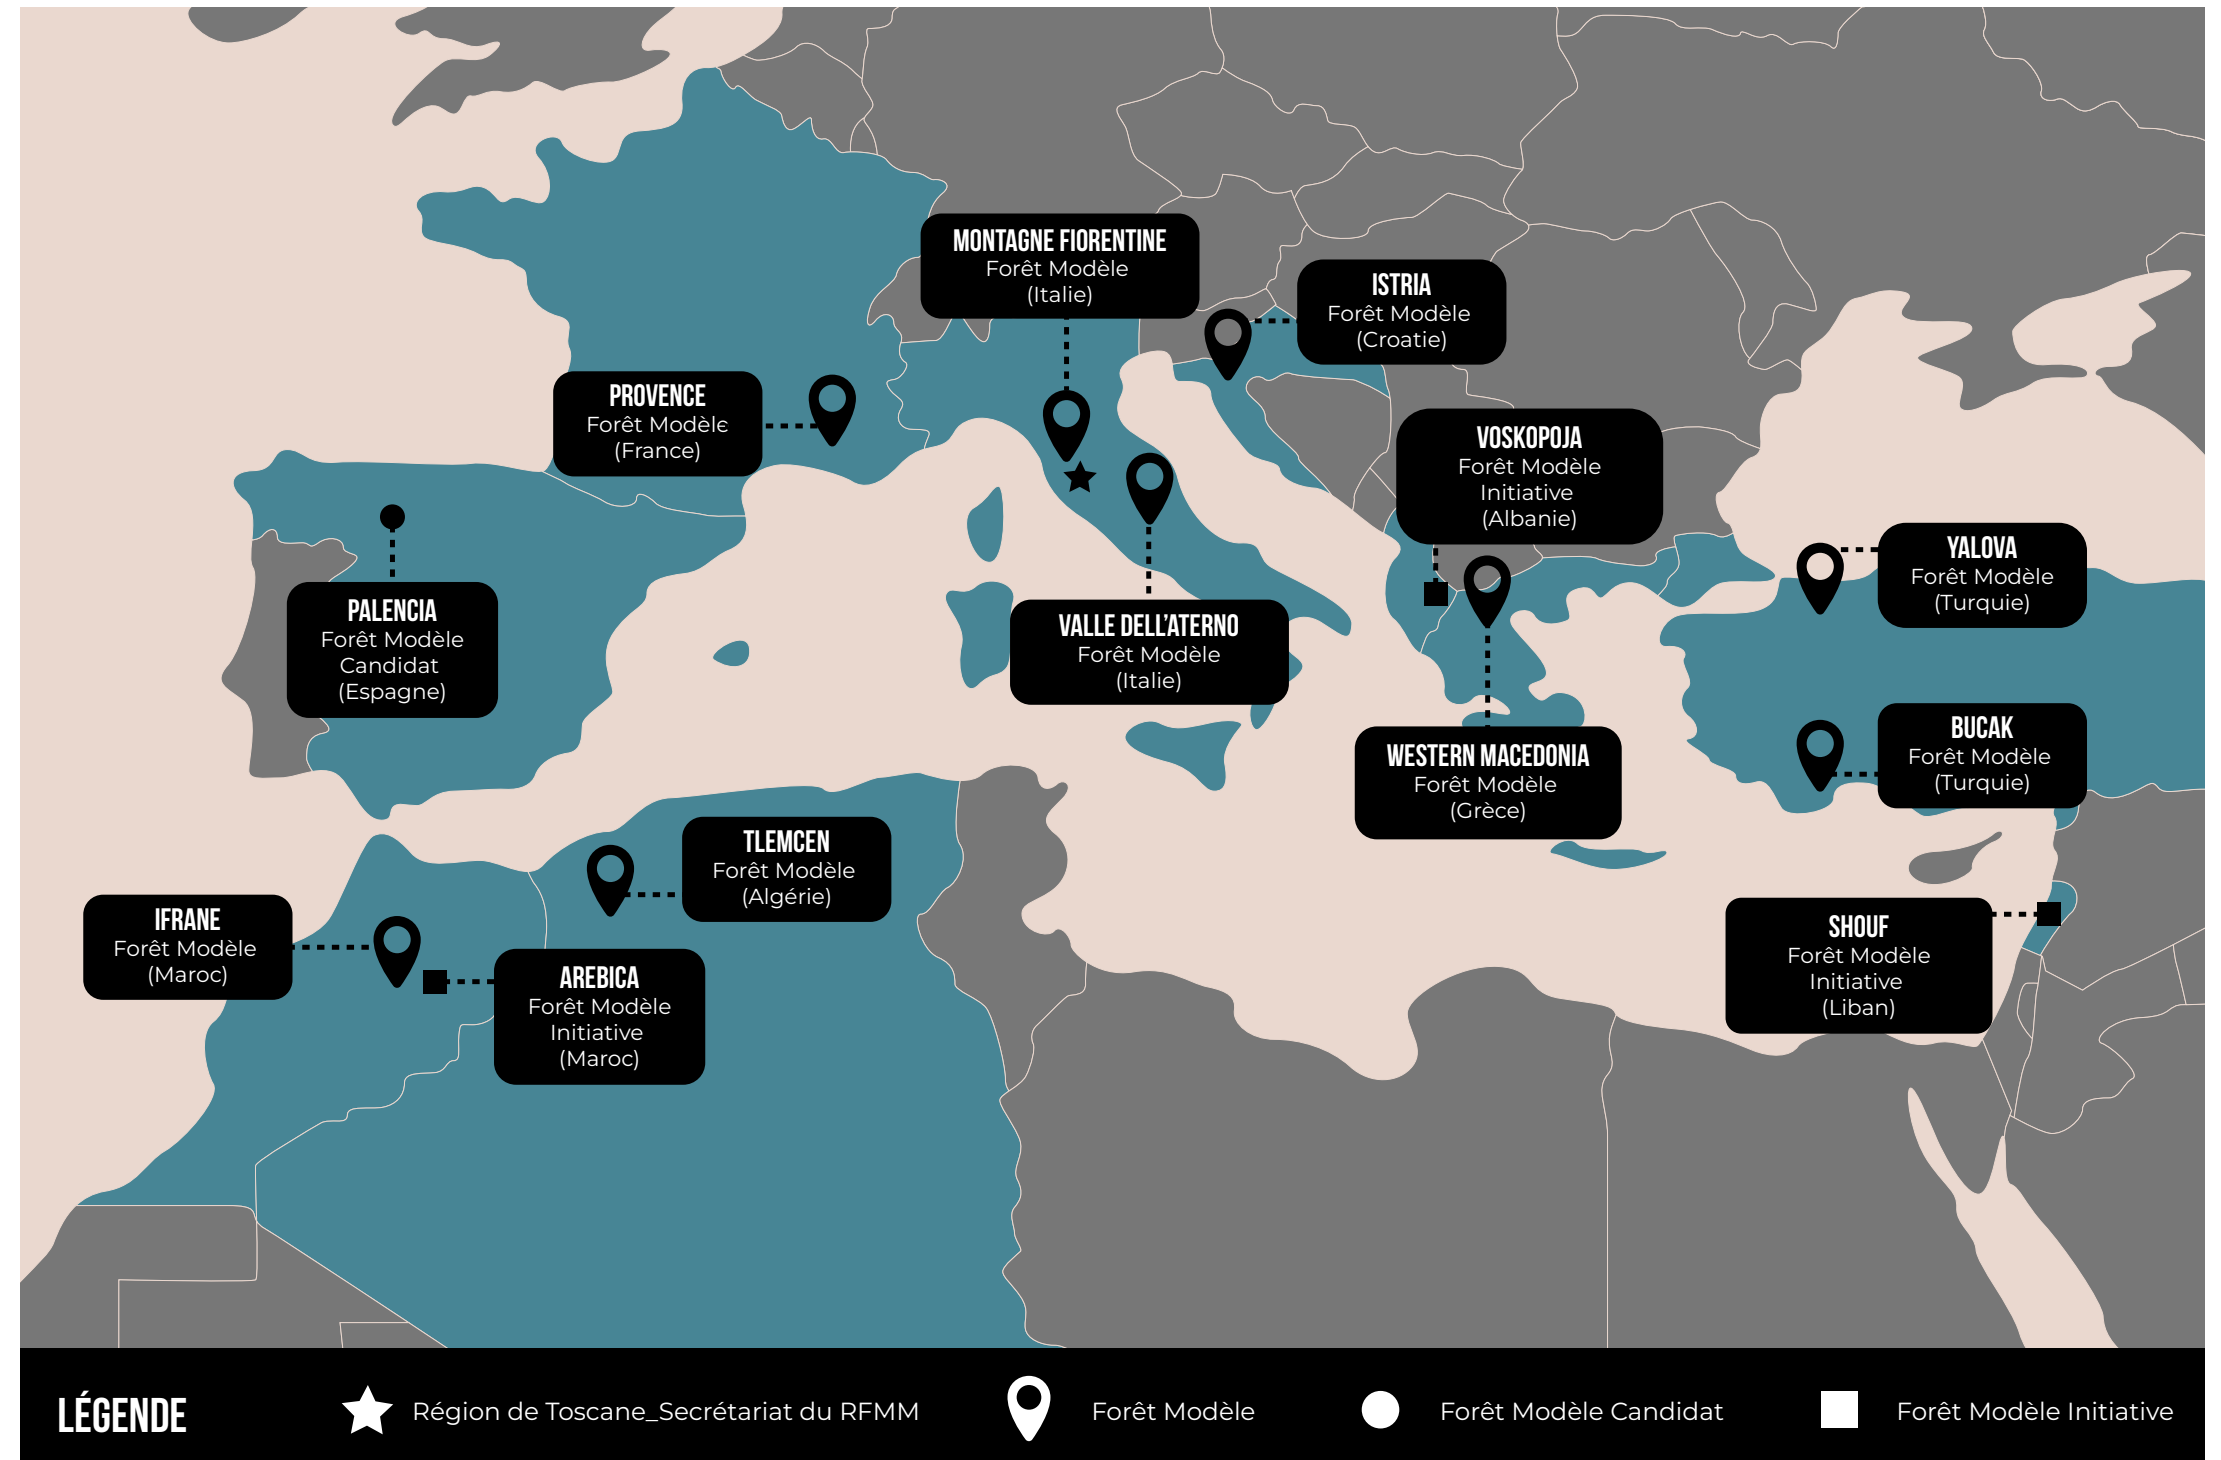 MONTAGNE FIORENTINE
Forêt Modèle
(Italie)
ISTRIA
Forêt Modèle
(Croatie)
PROVENCE
Forêt Modèle
(France)
VOSKOPOJA
Forêt Modèle
Initiative
(Albanie)
YALOVA
Forêt Modèle
(Turquie)
PALENCIA
Forêt Modèle
Candidat
(Espagne)
VALLE DELL'ATERNO
Forêt Modèle
(Italie)
WESTERN MACEDONIA
Forêt Modèle
(Grèce)
BUCAK
Forêt Modèle
(Turquie)
TLEMCEN
Forêt Modèle
(Algérie)
IFRANE
Forêt Modèle
(Maroc)
AREBICA
Forêt Modèle
Initiative
(Maroc)
SHOUF
Forêt Modèle
Initiative
(Liban)
LÉGENDE
Région de Toscane_Secrétariat du RFMM
Forêt Modèle
Forêt Modèle Candidat
Forêt Modèle Initiative